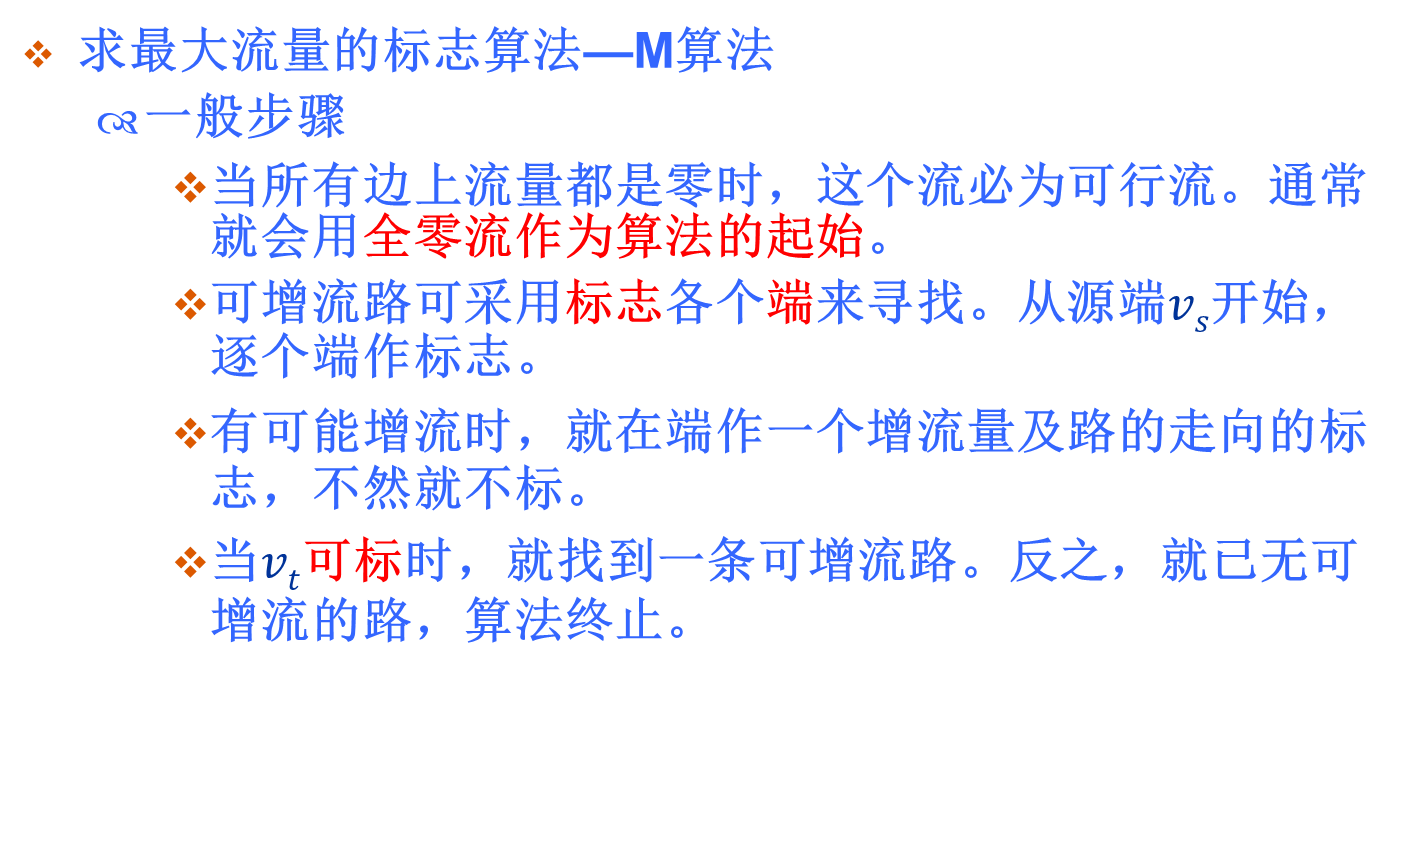 ❖ 求最大流量的标志算法—M算法
☙一般步骤
❖当所有边上流量都是零时，这个流必为可行流。通常
就会用全零流作为算法的起始。
❖可增流路可采用标志各个端来寻找。从源端vₛ开始，
逐个端作标志。
❖有可能增流时，就在端作一个增流量及路的走向的标
志，不然就不标。
❖当vₜ可标时，就找到一条可增流路。反之，就已无可
增流的路，算法终止。